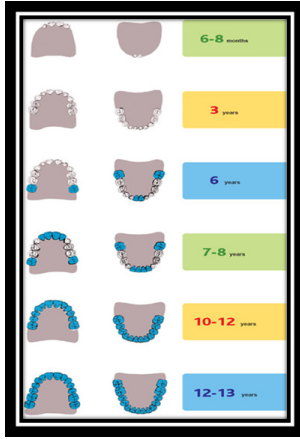 6-8 months
3 years
6 years
7-8 years
10-12 years
12-13 years